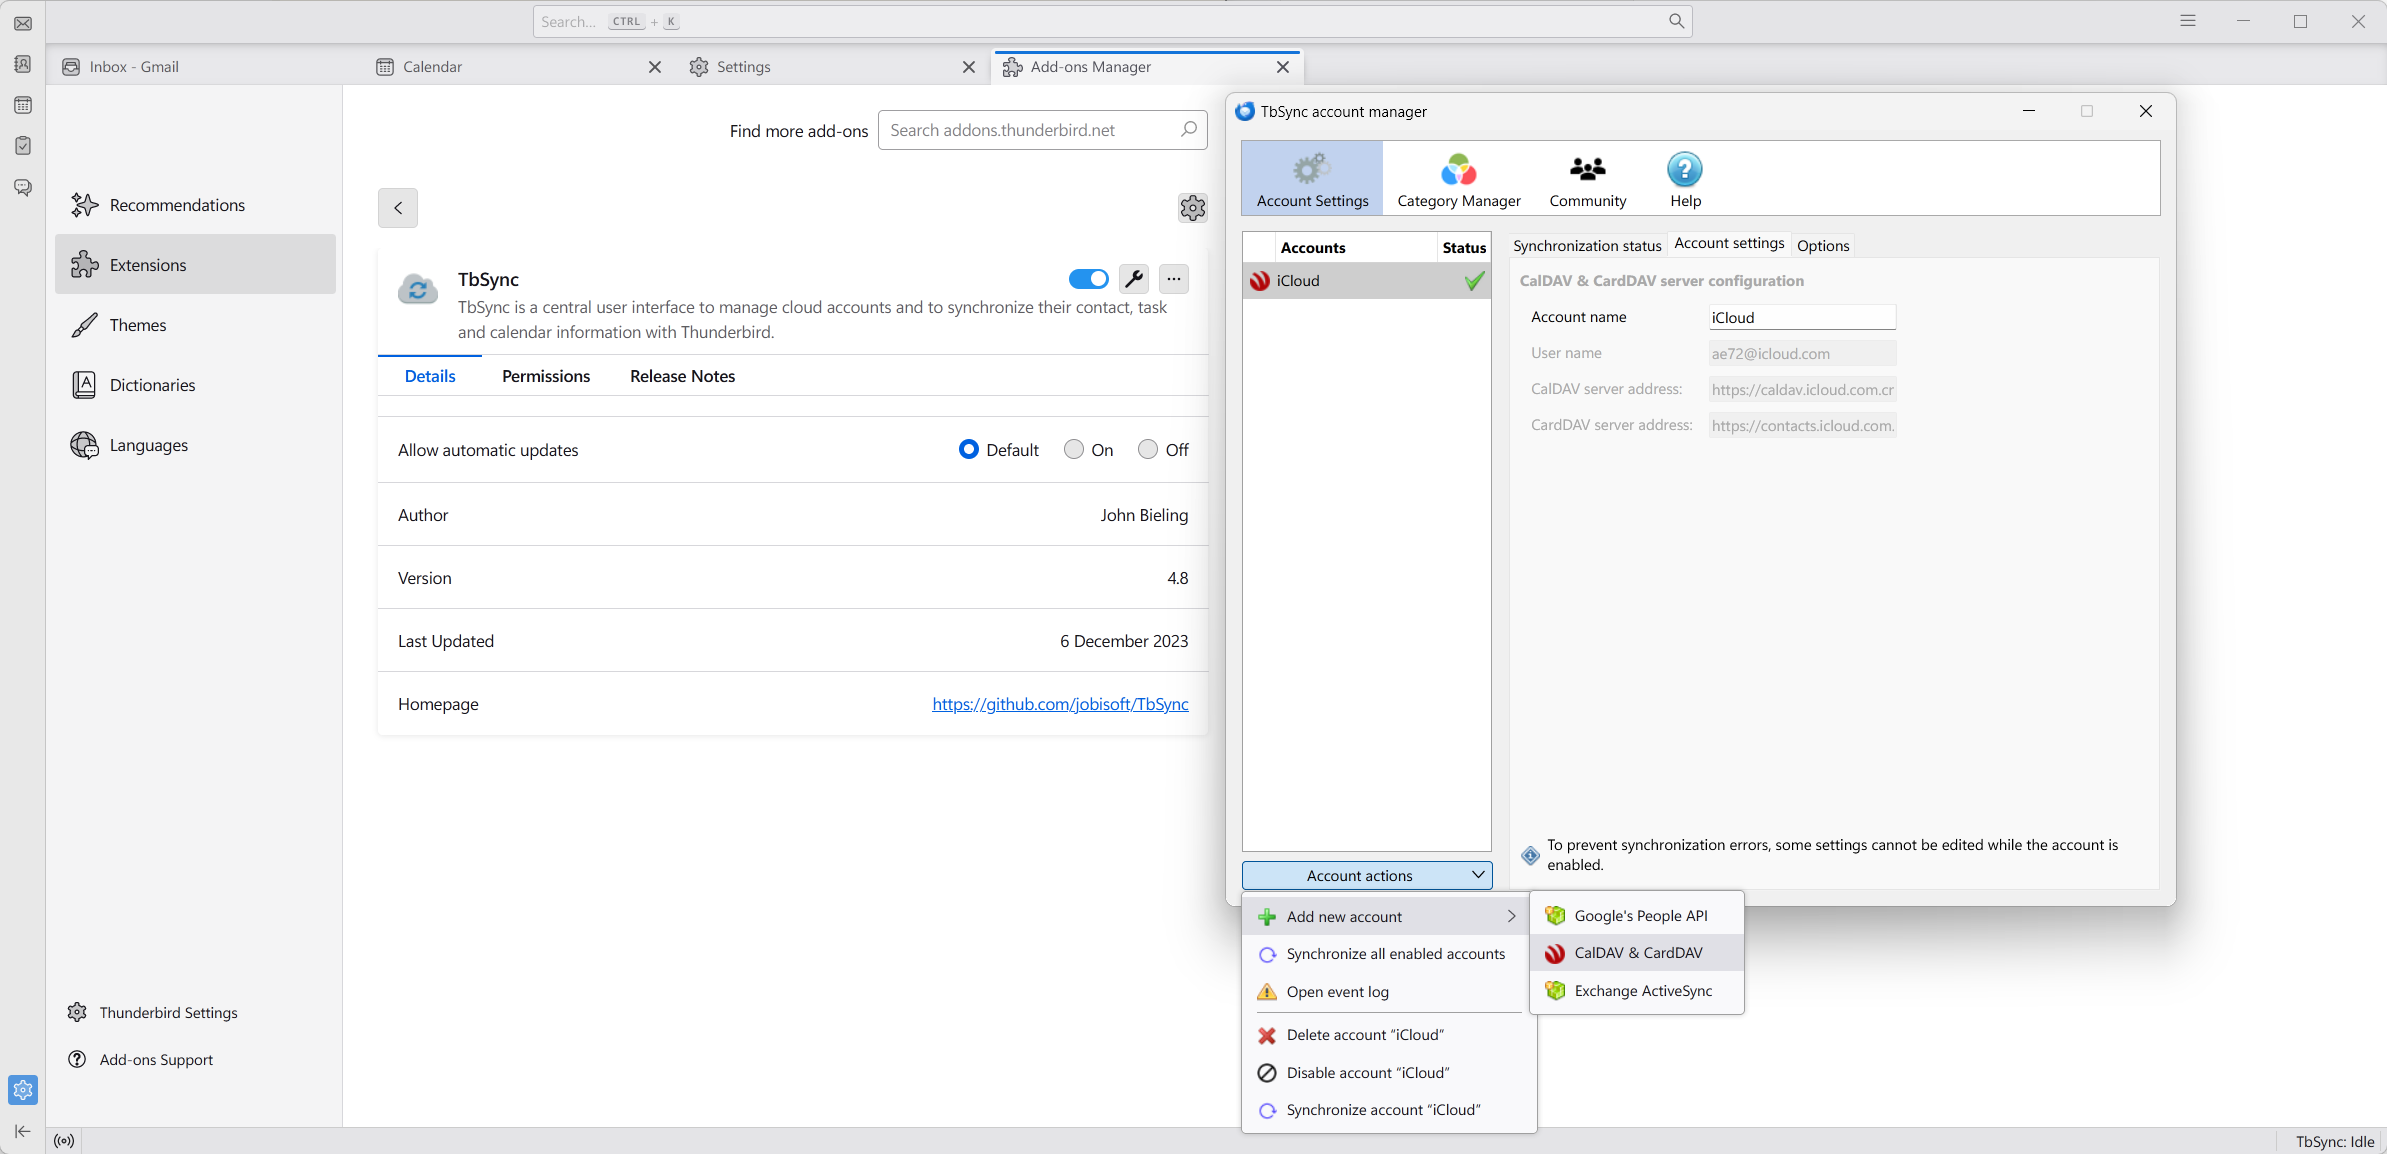 Search... CTRL + K
Inbox - Gmail
Calendar
Settings
Add-ons Manager
Find more add-ons
Search addons.thunderbird.net
Recommendations
Extensions
Themes
Dictionaries
Languages
Thunderbird Settings
Add-ons Support
TbSync
TbSync is a central user interface to manage cloud accounts and to synchronize their contact, task
and calendar information with Thunderbird.
Details Permissions Release Notes
Allow automatic updates Default On Off
Author John Bieling
Version 4.8
Last Updated 6 December 2023
Homepage https://github.com/jobisoft/TbSync
TbSync account manager
Account Settings Category Manager Community Help
Accounts Status
iCloud
Synchronization status Account settings Options
CalDAV & CardDAV server configuration
Account name iCloud
User name ae72@icloud.com
CalDAV server address: https://caldav.icloud.com.cr
CardDAV server address: https://contacts.icloud.com.
To prevent synchronization errors, some settings cannot be edited while the account is
enabled.
Account actions
Add new account
Synchronize all enabled accounts
Open event log
Delete account “iCloud”
Disable account “iCloud”
Synchronize account “iCloud”
Google's People API
CalDAV & CardDAV
Exchange ActiveSync
TbSync: Idle